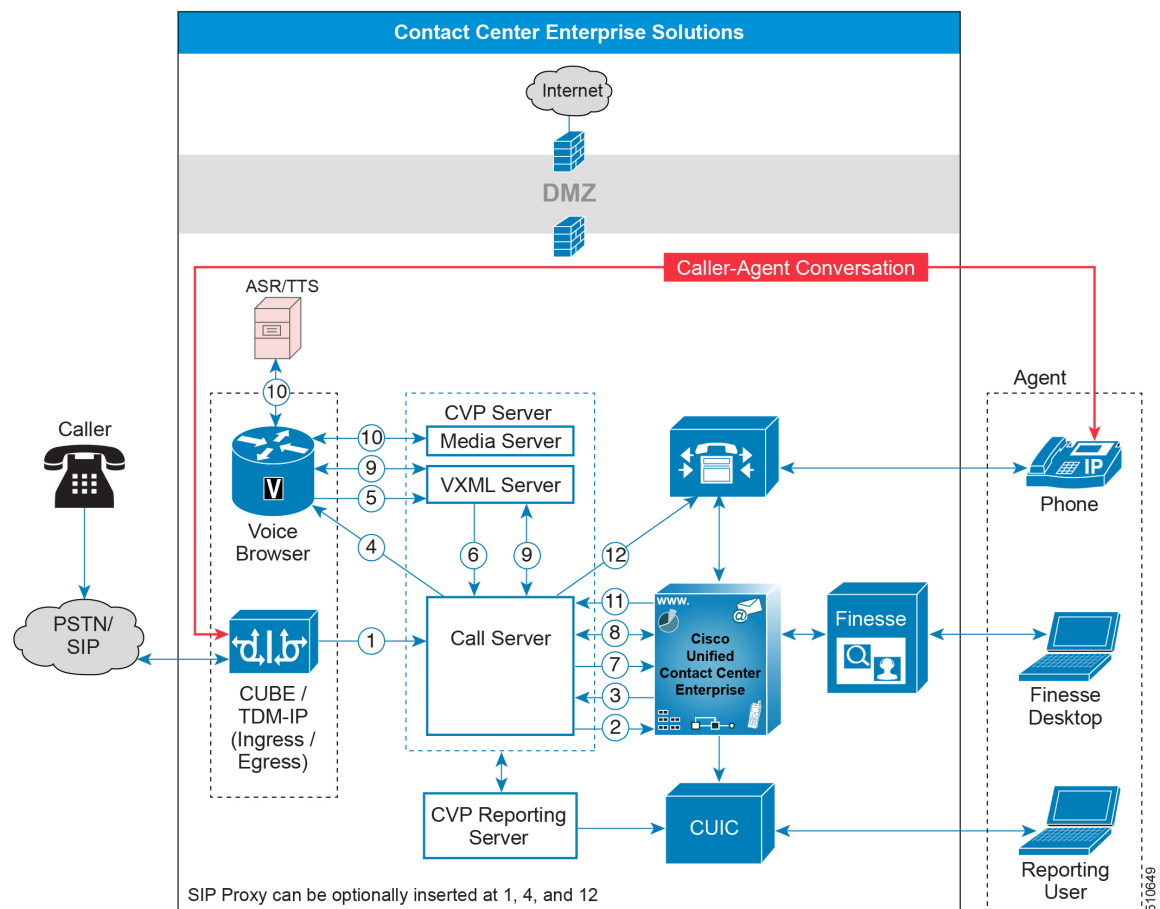 Contact Center Enterprise Solutions
Internet
DMZ
Caller-Agent Conversation
ASR/TTS
10
Agent
Caller
CVP Server
10
Media Server
9
VXML Server
5
V
IP
Phone
Voice
Browser
4
6
9
12
PSTN/
SIP
1
Call Server
11
8
7
3
2
www.
@
Cisco
Unified
Contact Center
Enterprise
Finesse
Finesse
Desktop
CUBE /
TDM-IP
(Ingress /
Egress)
CVP Reporting
Server
CUIC
Reporting
User
SIP Proxy can be optionally inserted at 1, 4, and 12